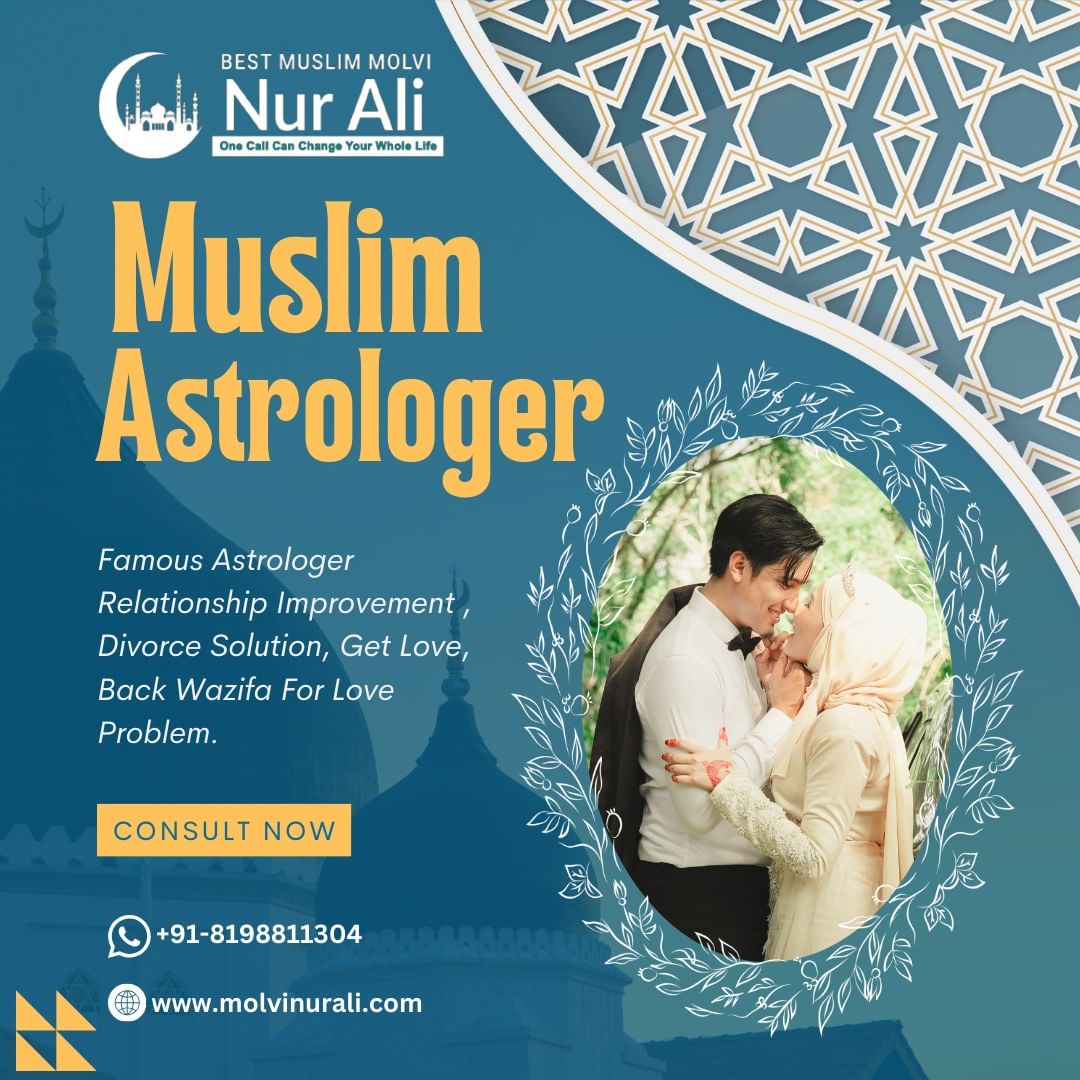 BEST MUSLIM MOLVI
Nur Ali
One Call Can Change Your Whole Life
Muslim
Astrologer
Famous Astrologer
Relationship Improvement ,
Divorce Solution, Get Love,
Back Wazifa For Love
Problem.
CONSULT NOW
+91-8198811304
www.molvinurali.com